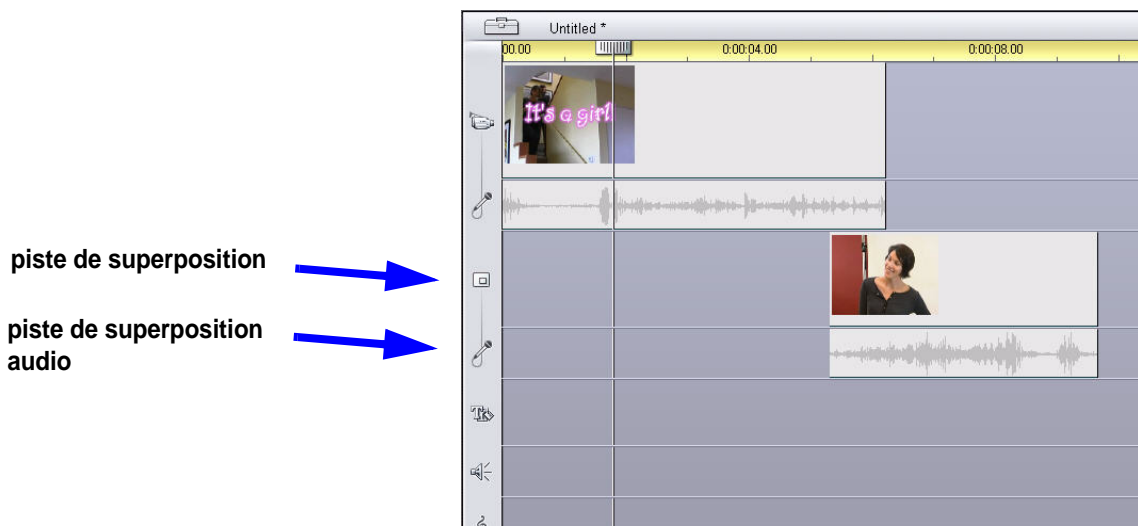 Untitled *
00.00 0:00:04.00 0:00:08.00
It's a girl
piste de superposition
piste de superposition
audio